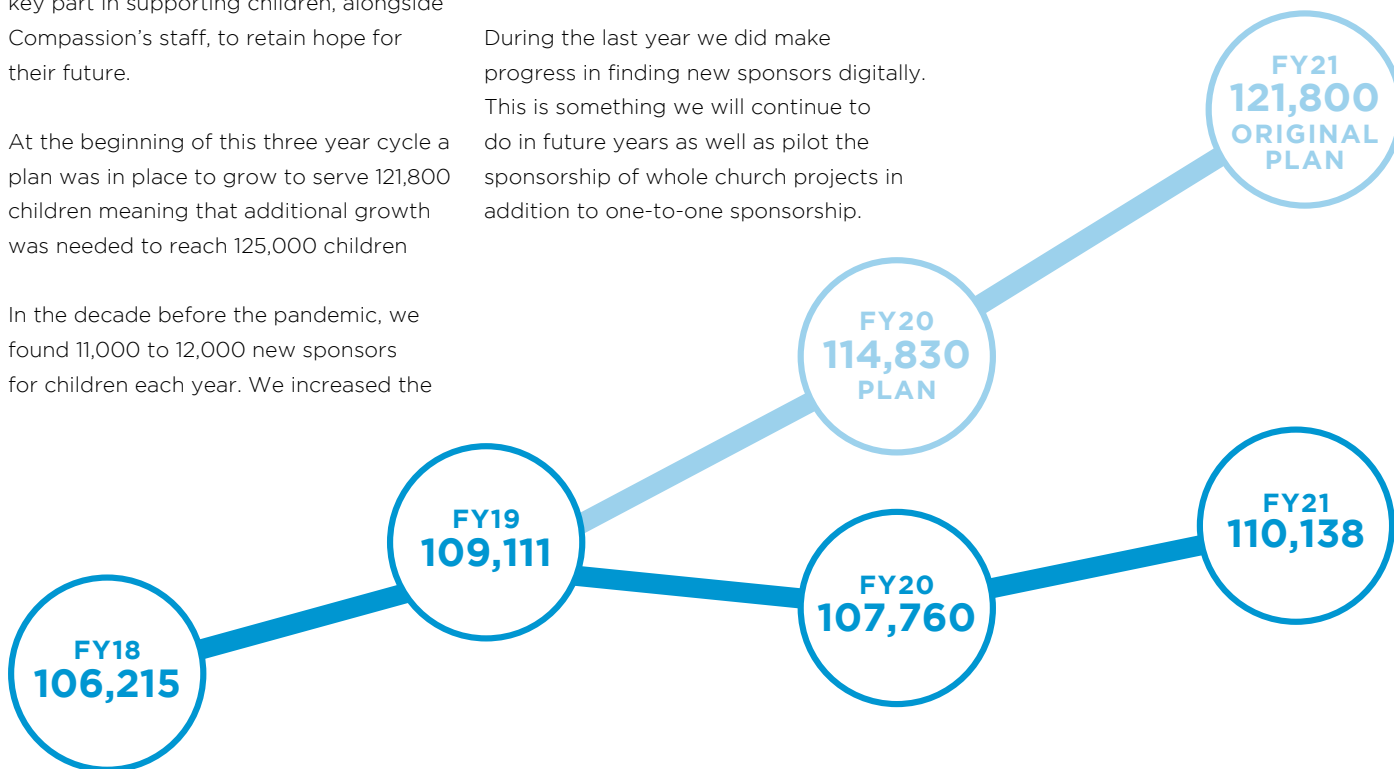 key part in supporting children, alongside
Compassion's staff, to retain hope for
their future.
At the beginning of this three year cycle a
plan was in place to grow to serve 121,800
children meaning that additional growth
was needed to reach 125,000 children
In the decade before the pandemic, we
found 11,000 to 12,000 new sponsors
for children each year. We increased the
During the last year we did make
progress in finding new sponsors digitally.
This is something we will continue to
do in future years as well as pilot the
sponsorship of whole church projects in
addition to one-to-one sponsorship.
FY21
121,800
ORIGINAL
PLAN
FY20
114,830
PLAN
FY19
109,111
FY21
110,138
FY20
107,760
FY18
106,215